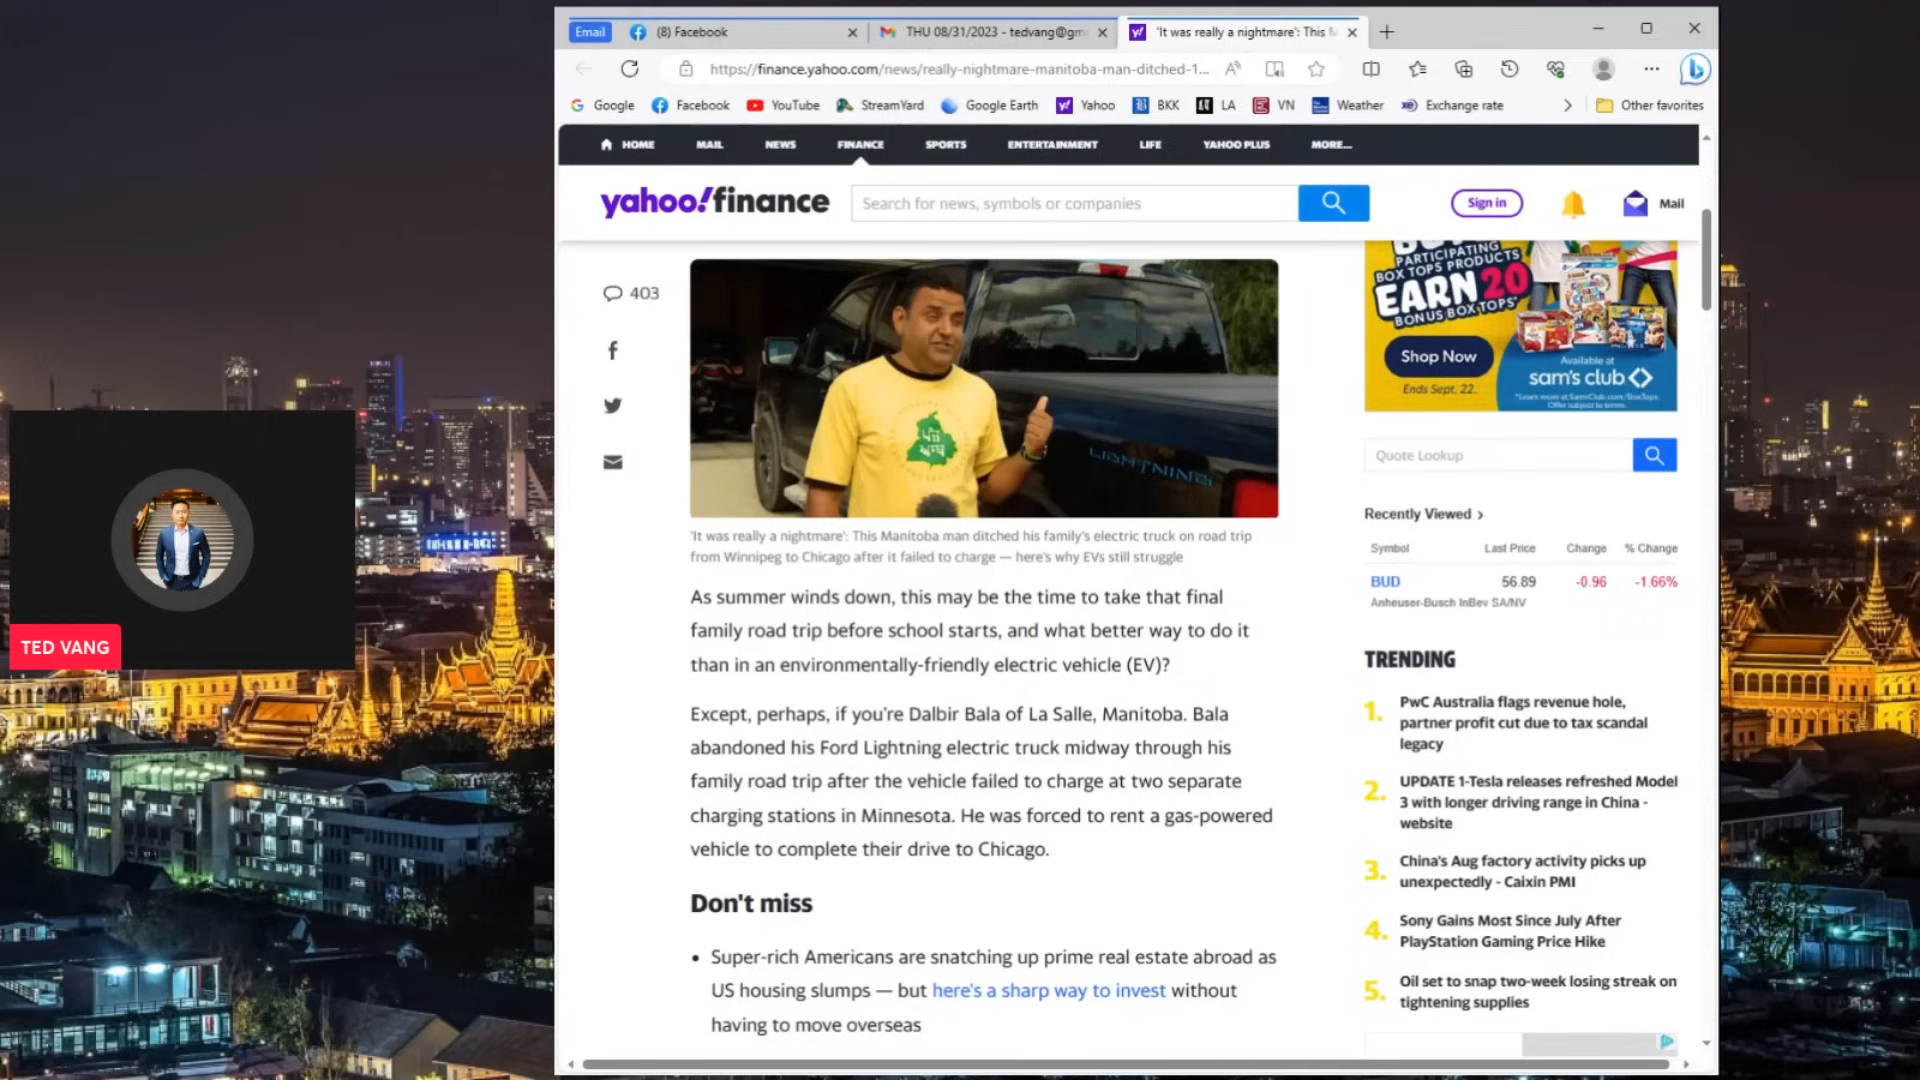 Email
(8) Facebook
THU 08/31/2023 - tedvang@gm
'It was really a nightmare': This M
https://finance.yahoo.com/news/really-nightmare-manitoba-man-ditched-1...
Google
Facebook
YouTube
StreamYard
Google Earth
Yahoo
BKK
LA
VN
Weather
Exchange rate
Other favorites
HOME
MAIL
NEWS
FINANCE
SPORTS
ENTERTAINMENT
LIFE
YAHOO PLUS
MORE...
yahoo!finance
Search for news, symbols or companies
Sign in
Mail
403
LIGHTNING
'It was really a nightmare': This Manitoba man ditched his family's electric truck on road trip
from Winnipeg to Chicago after it failed to charge — here's why EVs still struggle
As summer winds down, this may be the time to take that final
family road trip before school starts, and what better way to do it
than in an environmentally-friendly electric vehicle (EV)?
Except, perhaps, if you're Dalbir Bala of La Salle, Manitoba. Bala
abandoned his Ford Lightning electric truck midway through his
family road trip after the vehicle failed to charge at two separate
charging stations in Minnesota. He was forced to rent a gas-powered
vehicle to complete their drive to Chicago.
Don't miss
• Super-rich Americans are snatching up prime real estate abroad as
US housing slumps — but here's a sharp way to invest without
having to move overseas
PARTICIPATING
BOX TOPS PRODUCTS
EARN 20
BONUS BOX TOPS*
Shop Now
Ends Sept. 22.
Available at
sam's club
*Learn more at SamsClub.com/BoxTops.
Offer subject to terms.
Quote Lookup
Recently Viewed >
Symbol Last Price Change % Change
BUD 56.89 -0.96 -1.66%
Anheuser-Busch InBev SA/NV
TRENDING
1. PwC Australia flags revenue hole,
partner profit cut due to tax scandal
legacy
2. UPDATE 1-Tesla releases refreshed Model
3 with longer driving range in China -
website
3. China's Aug factory activity picks up
unexpectedly - Caixin PMI
4. Sony Gains Most Since July After
PlayStation Gaming Price Hike
5. Oil set to snap two-week losing streak on
tightening supplies
TED VANG